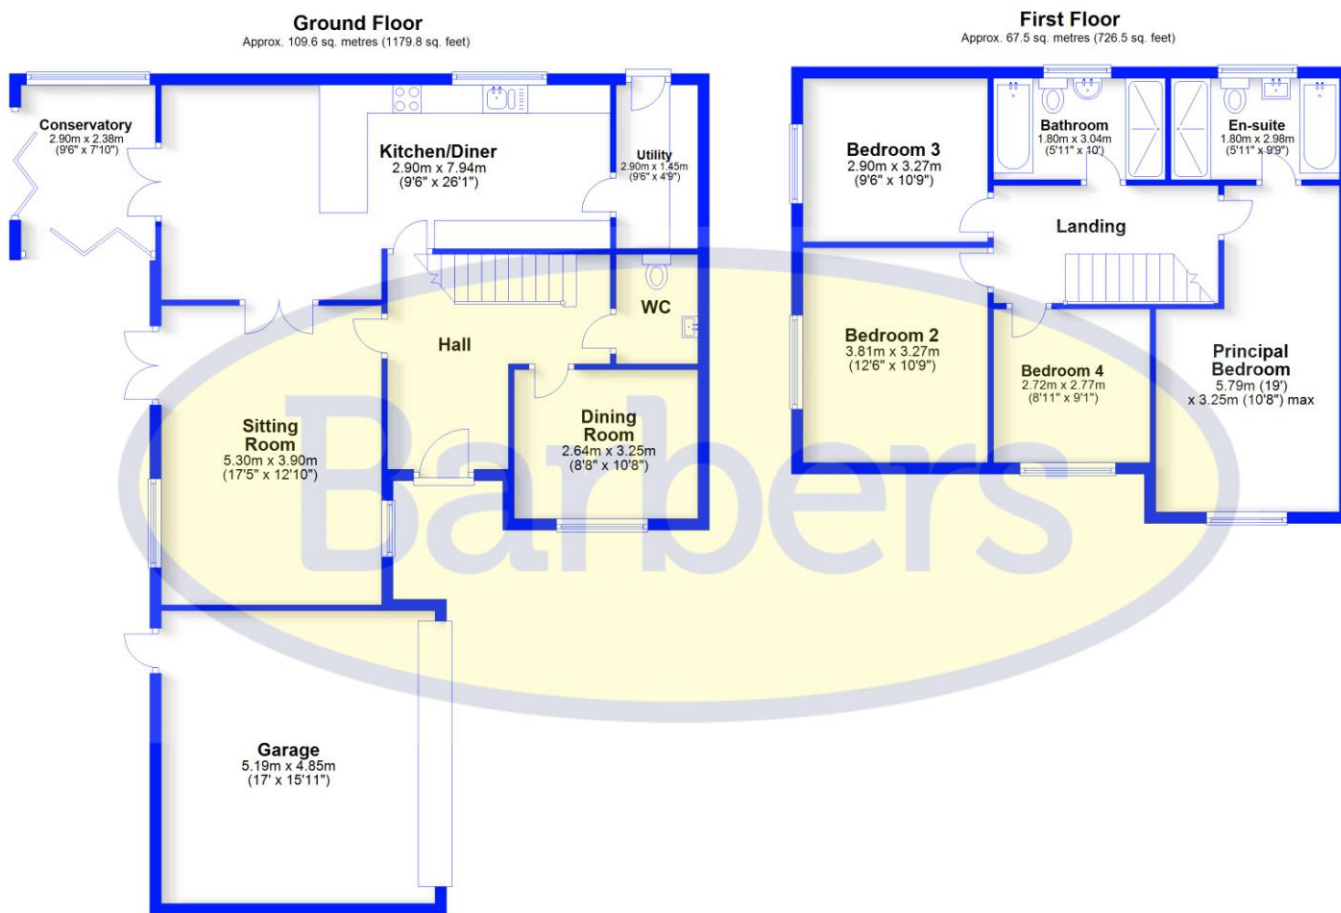 Ground Floor
Approx. 109.6 sq. metres (1179.8 sq. feet)
Conservatory
2.90m x 2.38m
(9'6" x 7'10")
Kitchen/Diner
2.90m x 7.94m
(9'6" x 26'1")
Utility
2.90m x 1.45m
(9'6" x 4'9")
WC
Hall
Sitting
Room
5.30m x 3.90m
(17'5" x 12'10")
Dining
Room
2.64m x 3.25m
(8'8" x 10'8")
Garage
5.19m x 4.85m
(17' x 15'11")
First Floor
Approx. 67.5 sq. metres (726.5 sq. feet)
Bedroom 3
2.90m x 3.27m
(9'6" x 10'9")
Bathroom
1.80m x 3.04m
(5'11" x 10')
En-suite
1.80m x 2.98m
(5'11" x 9'9")
Landing
Bedroom 2
3.81m x 3.27m
(12'6" x 10'9")
Bedroom 4
2.72m x 2.77m
(8'11" x 9'1")
Principal
Bedroom
5.79m (19')
x 3.25m (10'8") max
Barbers